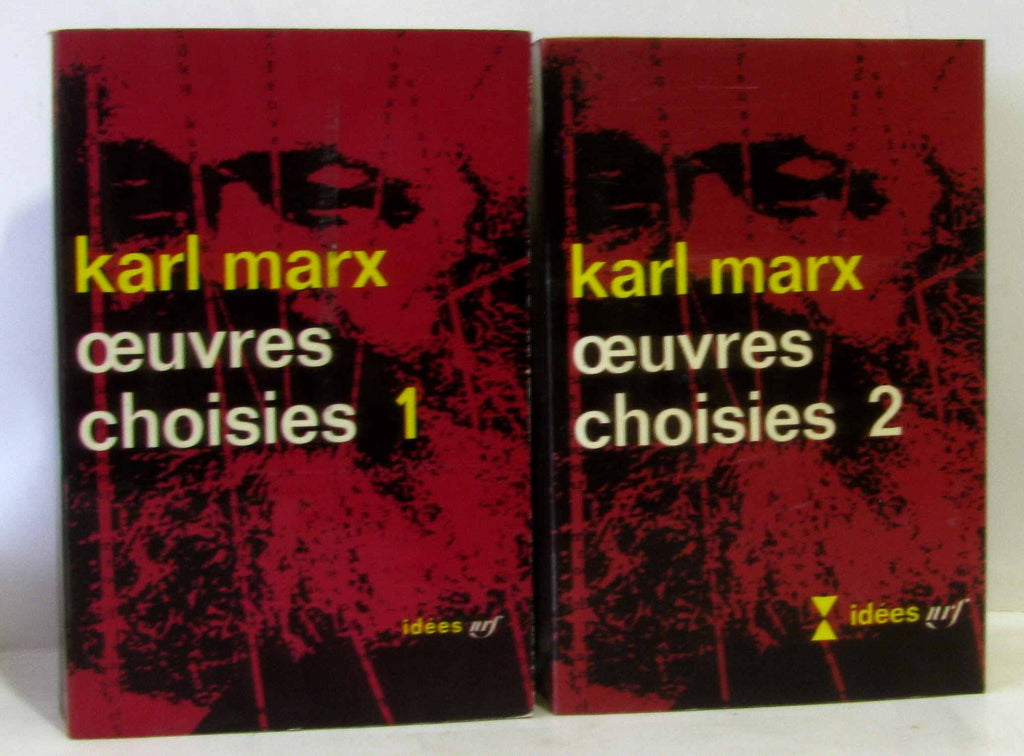 karl marx
œuvres
choisies 1
idées nrf
karl marx
œuvres
choisies 2
idées nrf